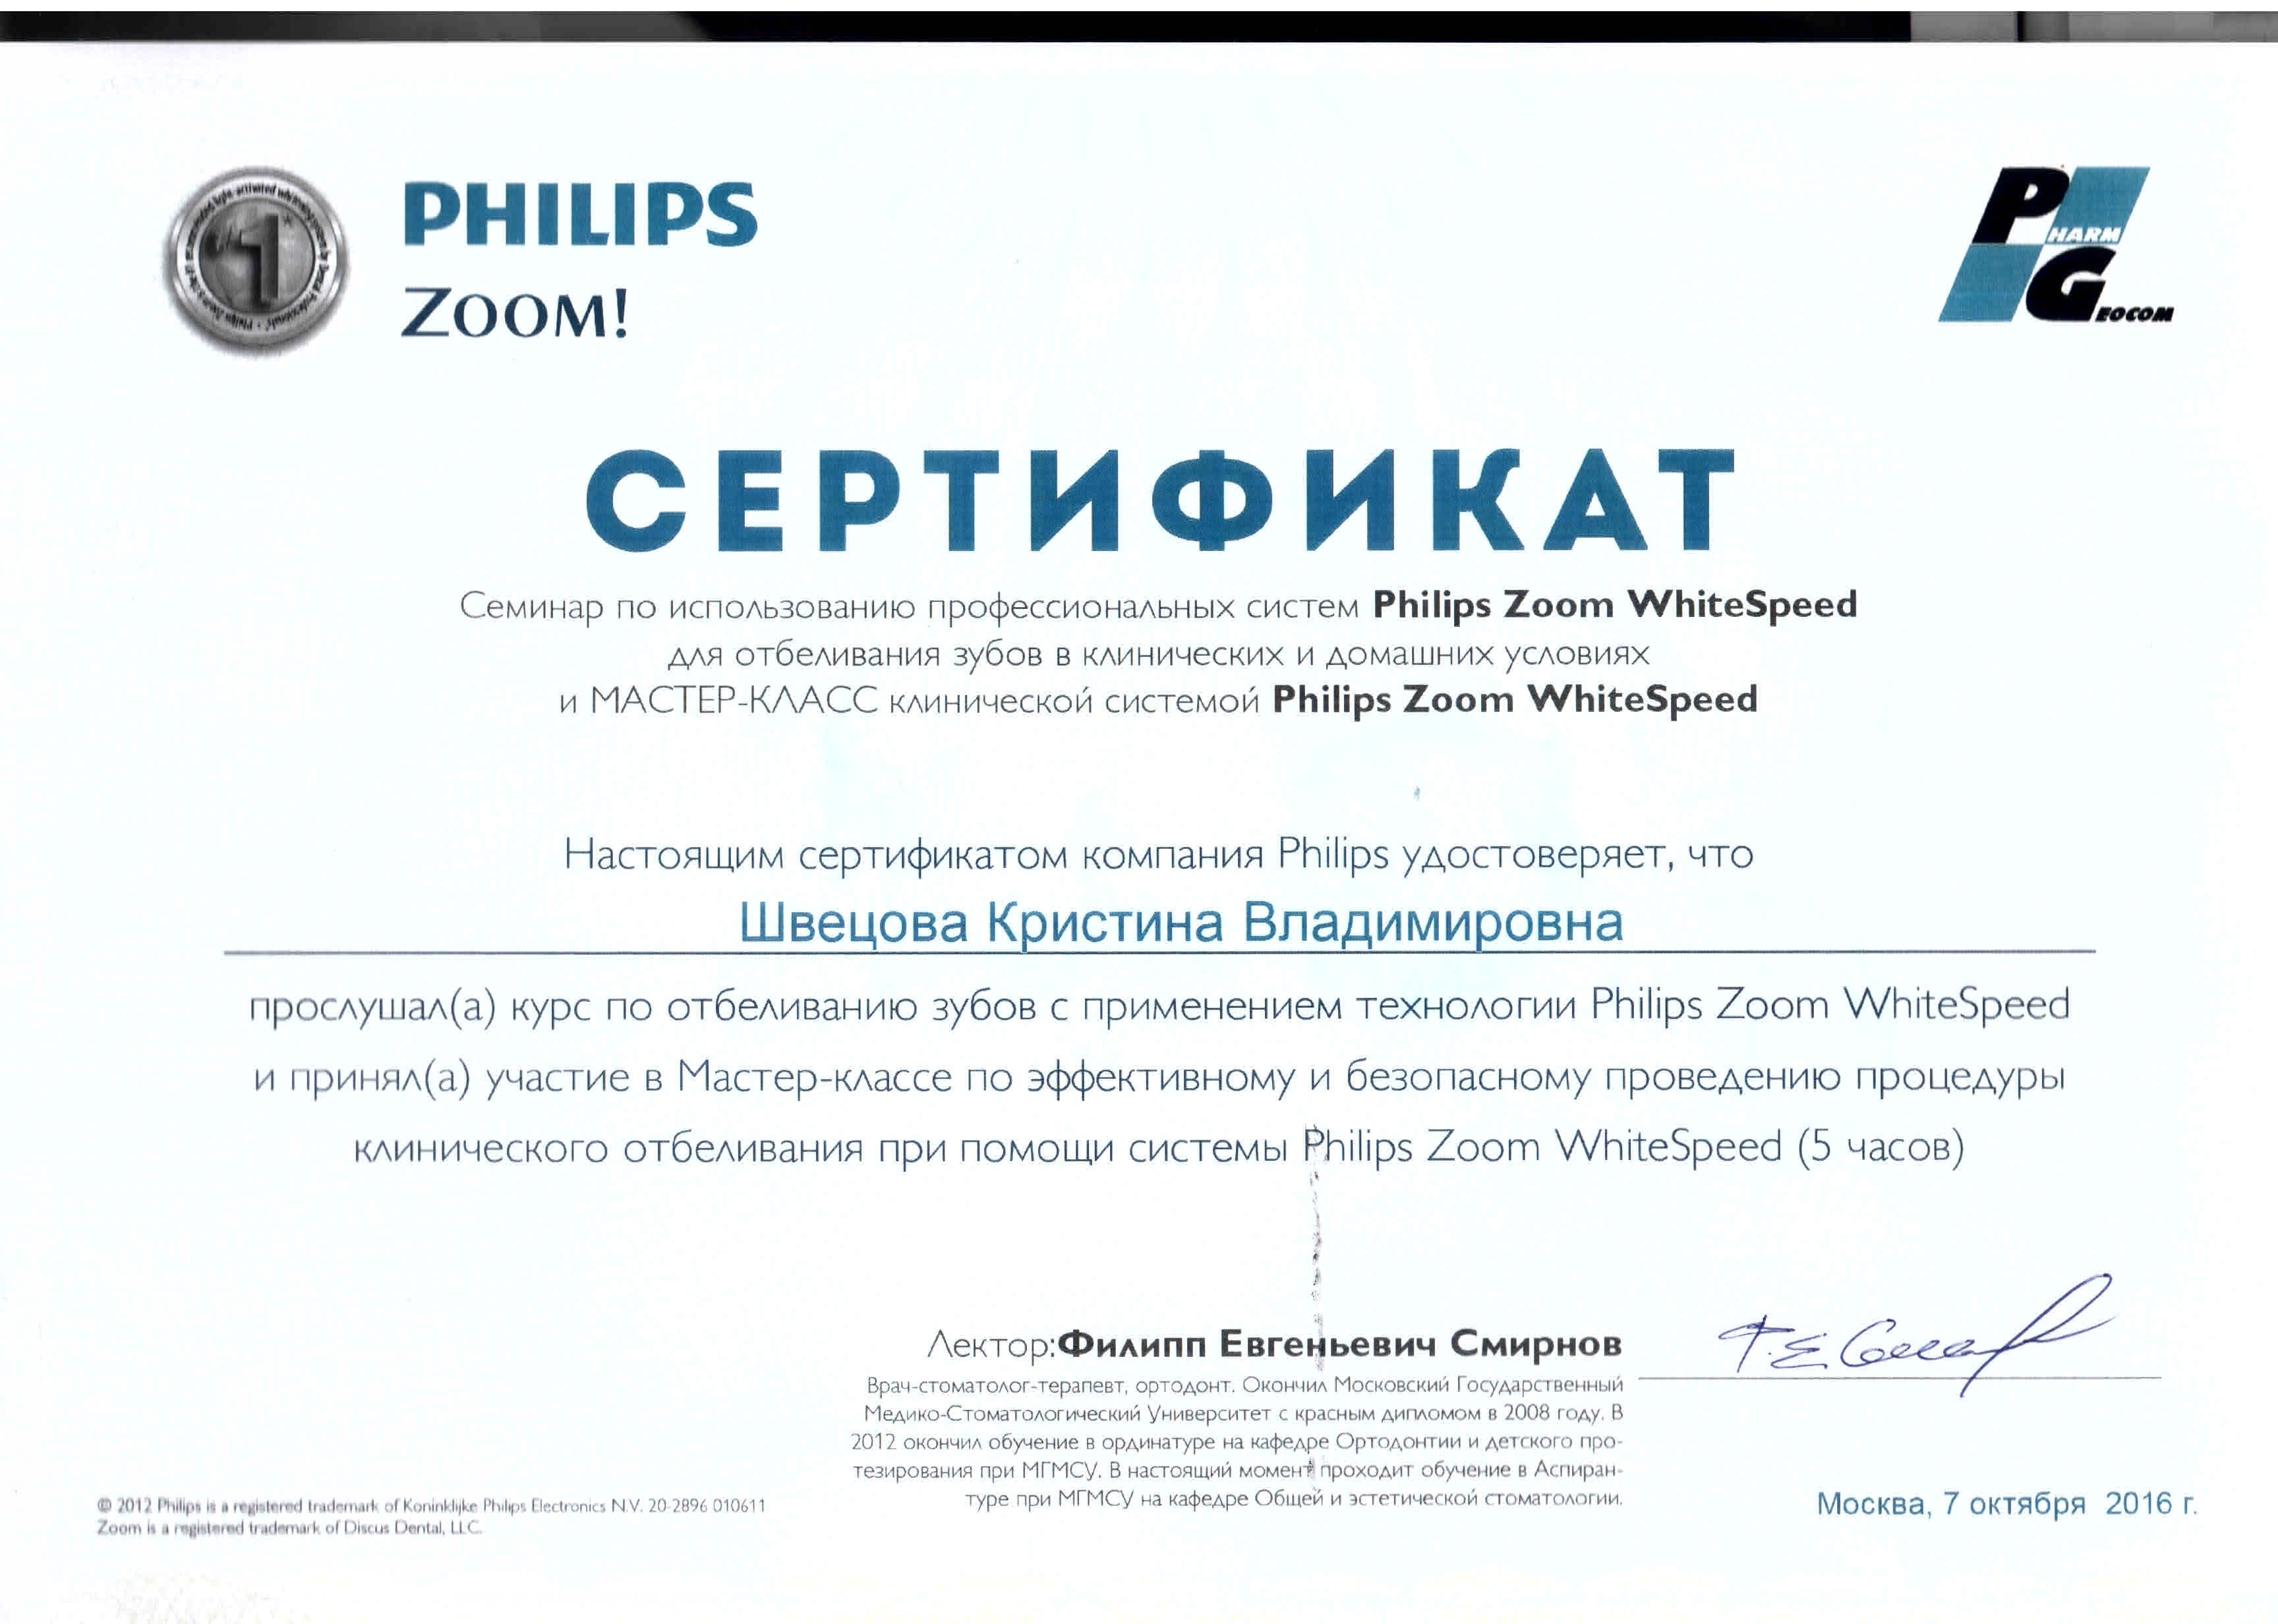 PHILIPS
ZOOM!
1
PHARM
GEOCOM
СЕРТИФИКАТ
Семинар по использованию профессиональных систем Philips Zoom WhiteSpeed
для отбеливания зубов в клинических и домашних условиях
и МАСТЕР-КЛАСС клинической системой Philips Zoom WhiteSpeed
Настоящим сертификатом компания Philips удостоверяет, что
Швецова Кристина Владимировна
прослушал(а) курс по отбеливанию зубов с применением технологии Philips Zoom WhiteSpeed
и принял(а) участие в Мастер-классе по эффективному и безопасному проведению процедуры
клинического отбеливания при помощи системы Philips Zoom WhiteSpeed (5 часов)
Лектор:Филипп Евгеньевич Смирнов
Врач-стоматолог-терапевт, ортодонт. Окончил Московский Государственный
Медико-Стоматологический Университет с красным дипломом в 2008 году. В
2012 окончил обучение в ординатуре на кафедре Ортодонтии и детского про-
тезирования при МГМСУ. В настоящий момент проходит обучение в Аспиран-
туре при МГМСУ на кафедре Общей и эстетической стоматологии.
© 2012 Philips is a registered trademark of Koninklijke Philips Electronics N.V. 20-2896 010611
Zoom is a registered trademark of Discus Dental, LLC.
Москва, 7 октября 2016 г.